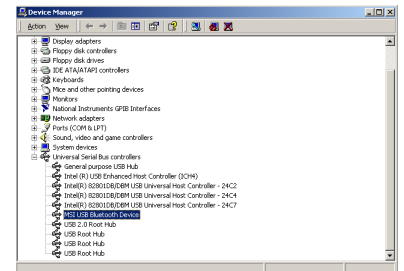 Device Manager
Action View
Display adapters
Floppy disk controllers
Floppy disk drives
IDE ATA/ATAPI controllers
Keyboards
Mice and other pointing devices
Monitors
National Instruments GPIB Interfaces
Network adapters
Ports (COM & LPT)
Sound, video and game controllers
System devices
Universal Serial Bus controllers
General purpose USB Hub
Intel (R) USB Enhanced Host Controller (ICH4)
Intel(R) 82801DB/DBM USB Universal Host Controller - 24C2
Intel(R) 82801DB/DBM USB Universal Host Controller - 24C4
Intel(R) 82801DB/DBM USB Universal Host Controller - 24C7
MSI USB Bluetooth Device
USB 2.0 Root Hub
USB Root Hub
USB Root Hub
USB Root Hub